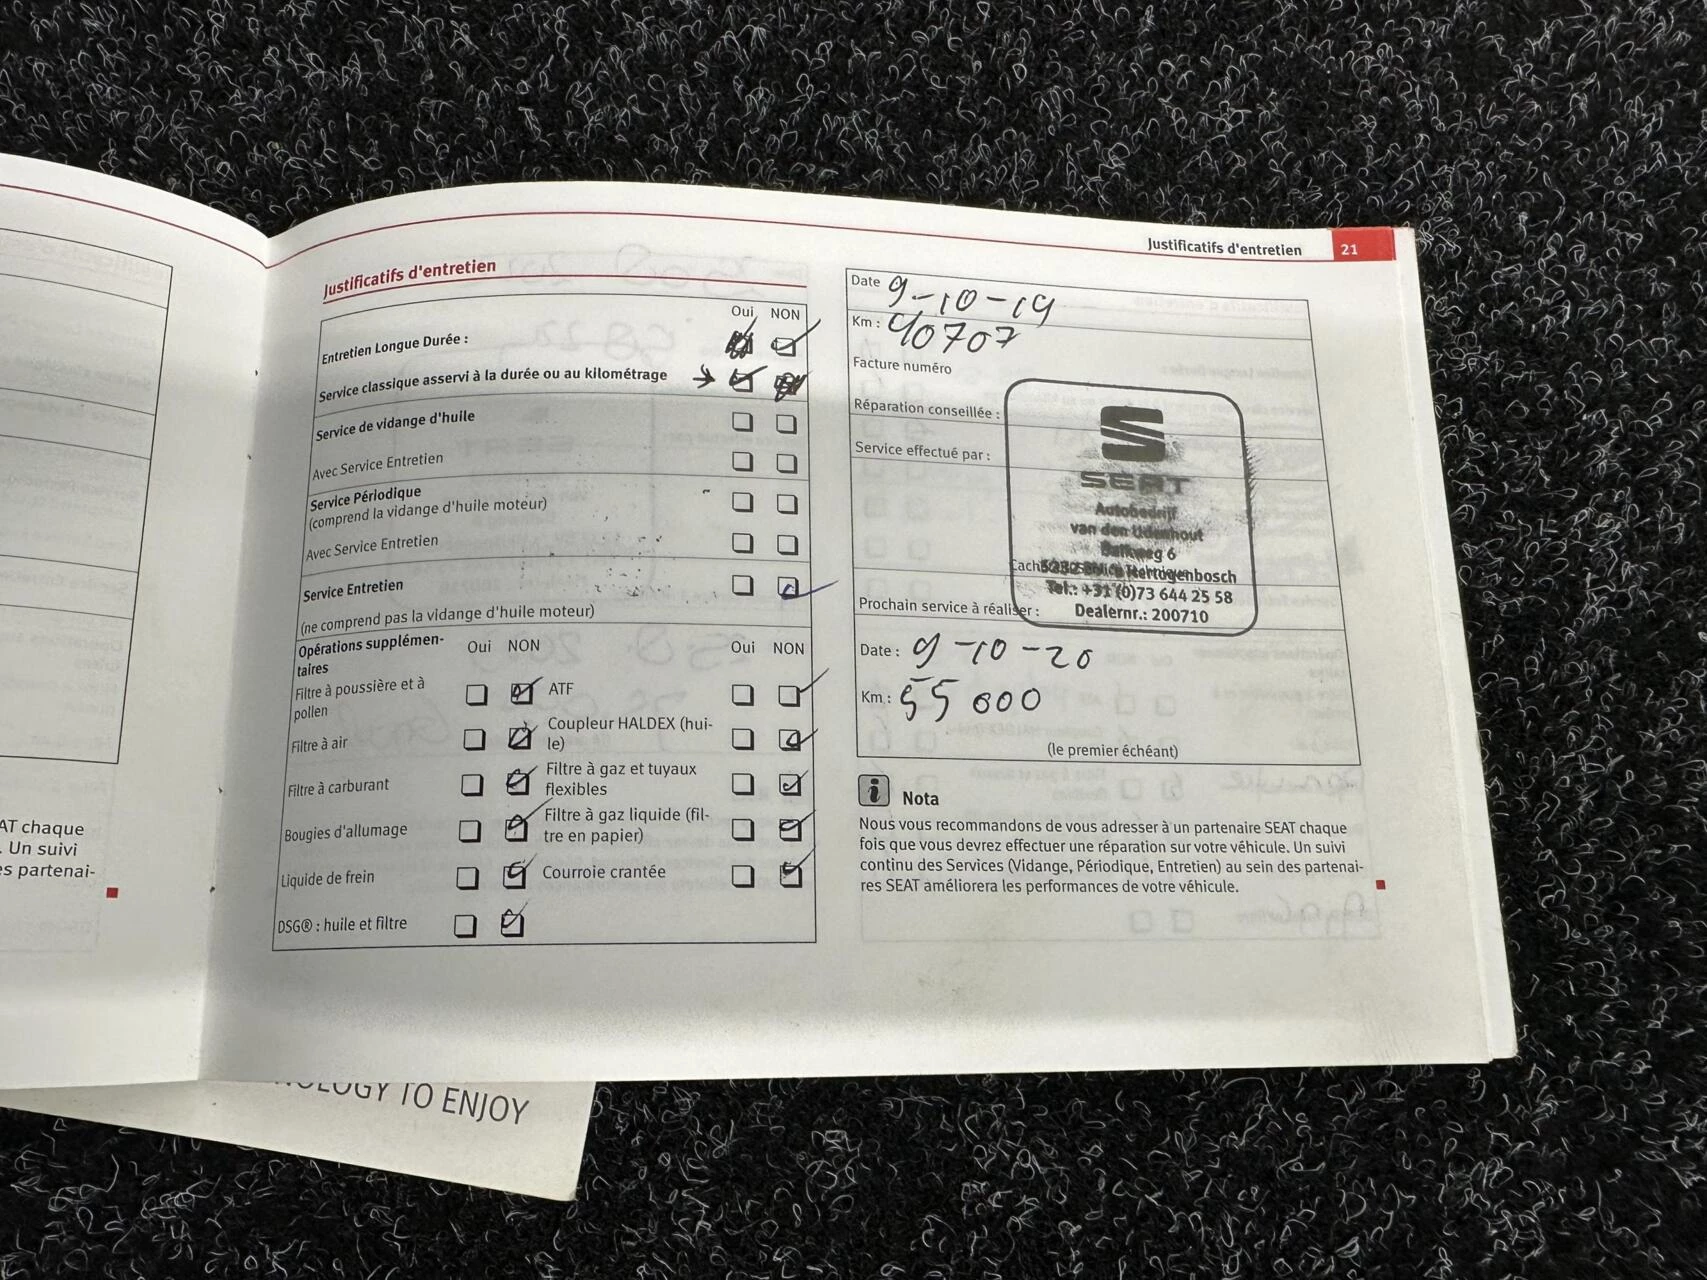 Justificatifs d'entretien 21
Justificatifs d'entretien
Oui NON
Entretien Longue Durée :
Service classique asservi à la durée ou au kilométrage
Service de vidange d'huile
Avec Service Entretien
Service Périodique
(comprend la vidange d'huile moteur)
Avec Service Entretien
Service Entretien
(ne comprend pas la vidange d'huile moteur)
Opérations supplémen-
taires
Oui NON
Oui NON
Filtre à poussière et à
pollen
ATF
Filtre à air
Coupleur HALDEX (hui-
le)
Filtre à carburant
Filtre à gaz et tuyaux
flexibles
Bougies d'allumage
Filtre à gaz liquide (fil-
tre en papier)
Liquide de frein
Courroie crantée
DSG® : huile et filtre
Date 9-10-19
Km : 40707
Facture numéro
Réparation conseillée :
Service effectué par :
SEAT
Autobedrijf
van den Udenhout
Balkweg 6
Hertogenbosch
Tel.: +31 (0)73 644 25 58
Dealernr.: 200710
Prochain service à réaliser :
Date : 9-10-20
Km : 55000
(le premier échéant)
Nota
Nous vous recommandons de vous adresser à un partenaire SEAT chaque
fois que vous devrez effectuer une réparation sur votre véhicule. Un suivi
continu des Services (Vidange, Périodique, Entretien) au sein des partenai-
res SEAT améliorera les performances de votre véhicule.
AT chaque
. Un suivi
es partenai-
NOLOGY TO ENJOY